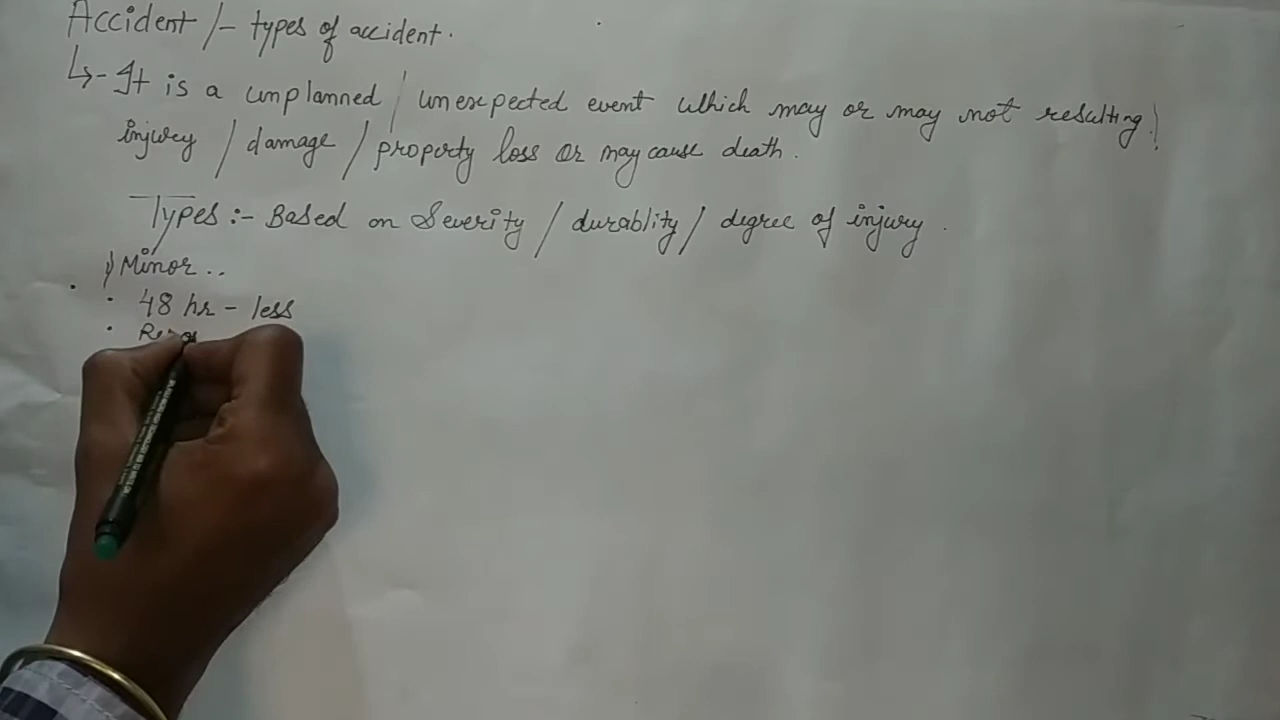 Accident /- types of accident.
↳- It is a unplanned / unexpected event which may or may not resulting /
injury / damage / property loss or may cause death.
Types :- Based on Severity / durablity / degree of injury.
1) Minor..
• 48 hr - less